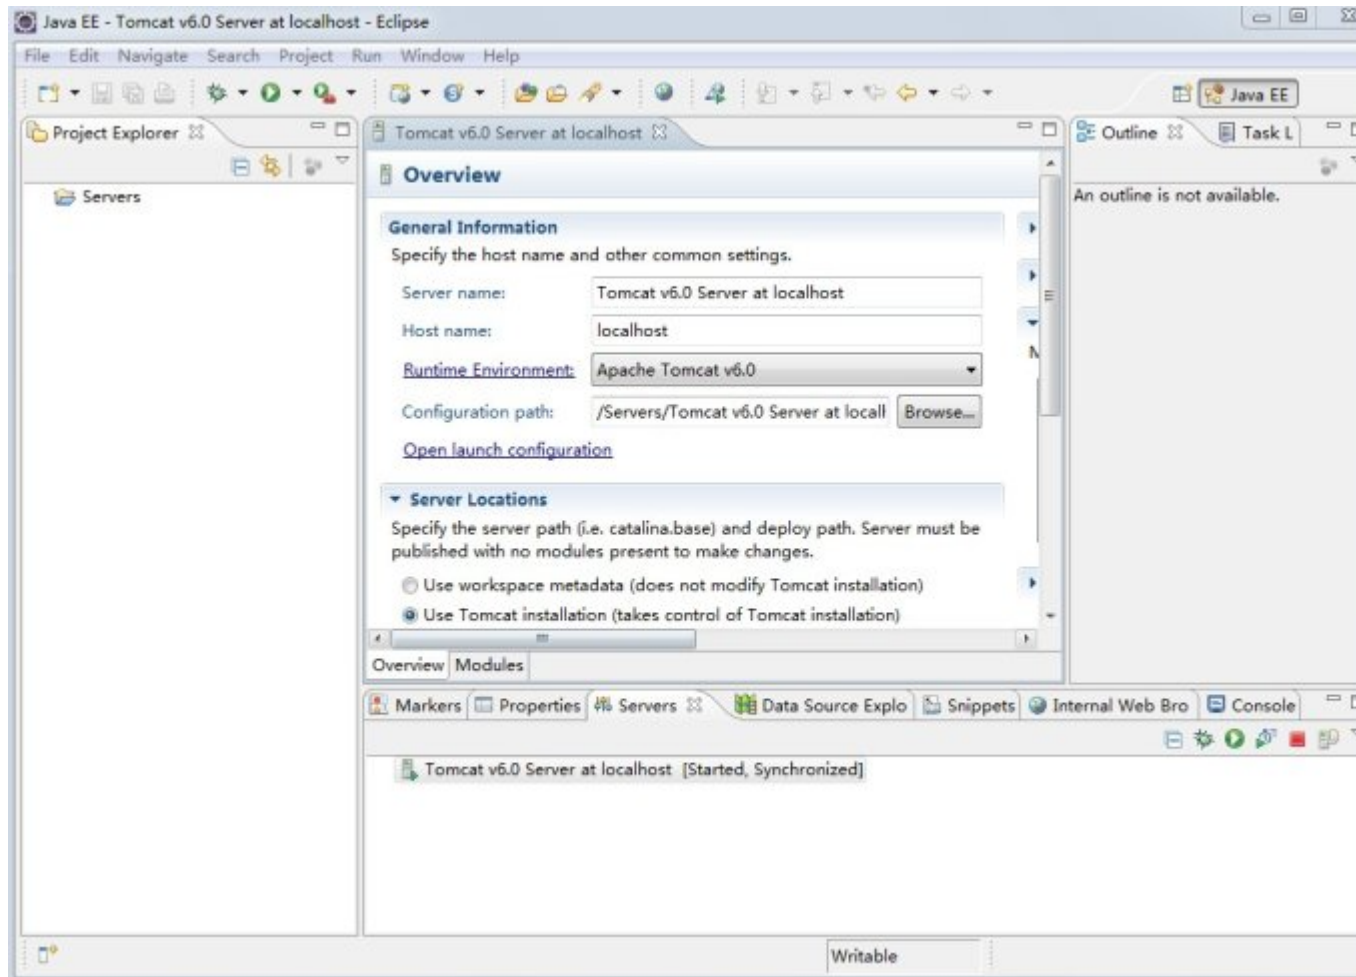 Java EE - Tomcat v6.0 Server at localhost - Eclipse
File Edit Navigate Search Project Run Window Help
Java EE
Project Explorer
Servers
Tomcat v6.0 Server at localhost
Overview
General Information
Specify the host name and other common settings.
Server name: Tomcat v6.0 Server at localhost
Host name: localhost
Runtime Environment: Apache Tomcat v6.0
Configuration path: /Servers/Tomcat v6.0 Server at locall Browse...
Open launch configuration
Server Locations
Specify the server path (i.e. catalina.base) and deploy path. Server must be
published with no modules present to make changes.
Use workspace metadata (does not modify Tomcat installation)
Use Tomcat installation (takes control of Tomcat installation)
Overview Modules
Outline Task L
An outline is not available.
Markers Properties Servers Data Source Explo Snippets Internal Web Bro Console
Tomcat v6.0 Server at localhost [Started, Synchronized]
Writable